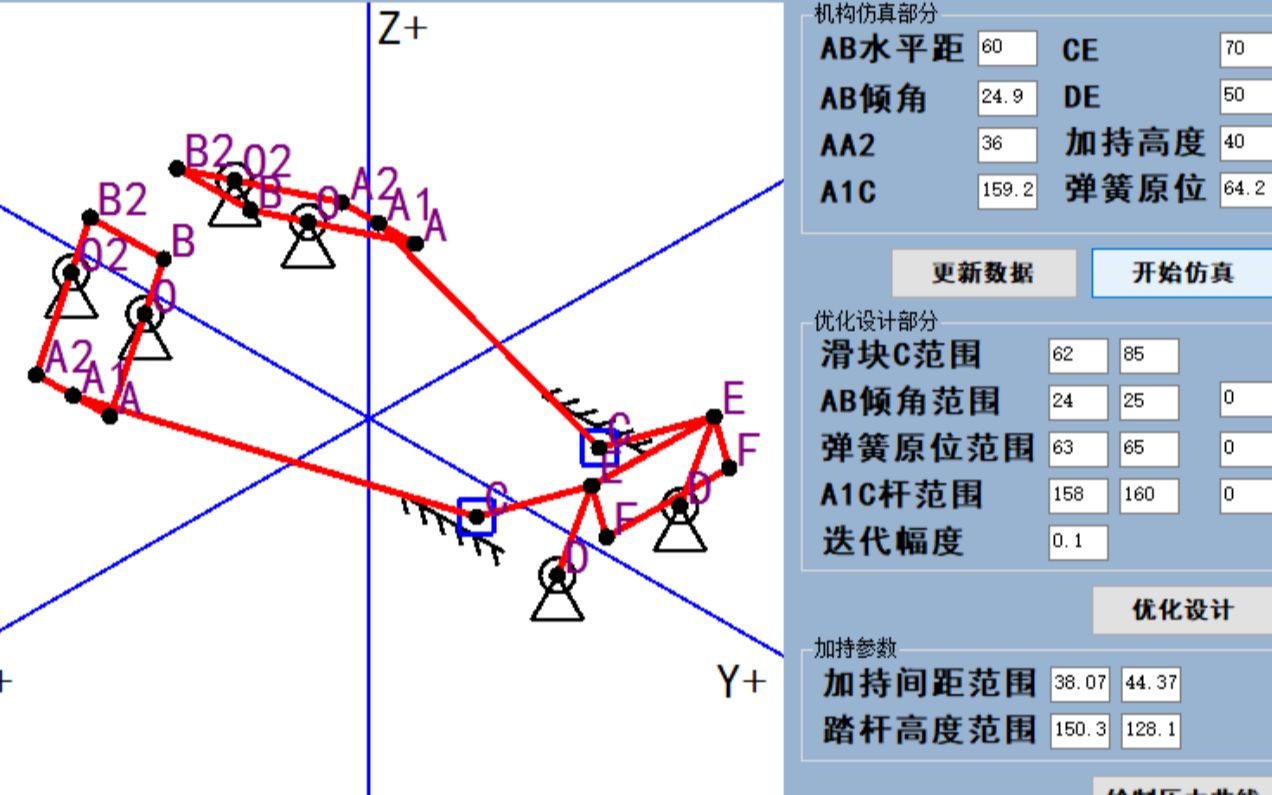 Z+
B2
O2
A2
B
O
A1
A
B2
B
O2
O
A2
A1
A
C
E
E
F
D
C
F
D
+
Y+
机构仿真部分
AB水平距 60 CE 70
AB倾角 24.9 DE 50
AA2 36 加持高度 40
A1C 159.2 弹簧原位 64.2
更新数据 开始仿真
优化设计部分
滑块C范围 62 85
AB倾角范围 24 25 0
弹簧原位范围 63 65 0
A1C杆范围 158 160 0
迭代幅度 0.1
优化设计
加持参数
加持间距范围 38.07 44.37
踏杆高度范围 150.3 128.1